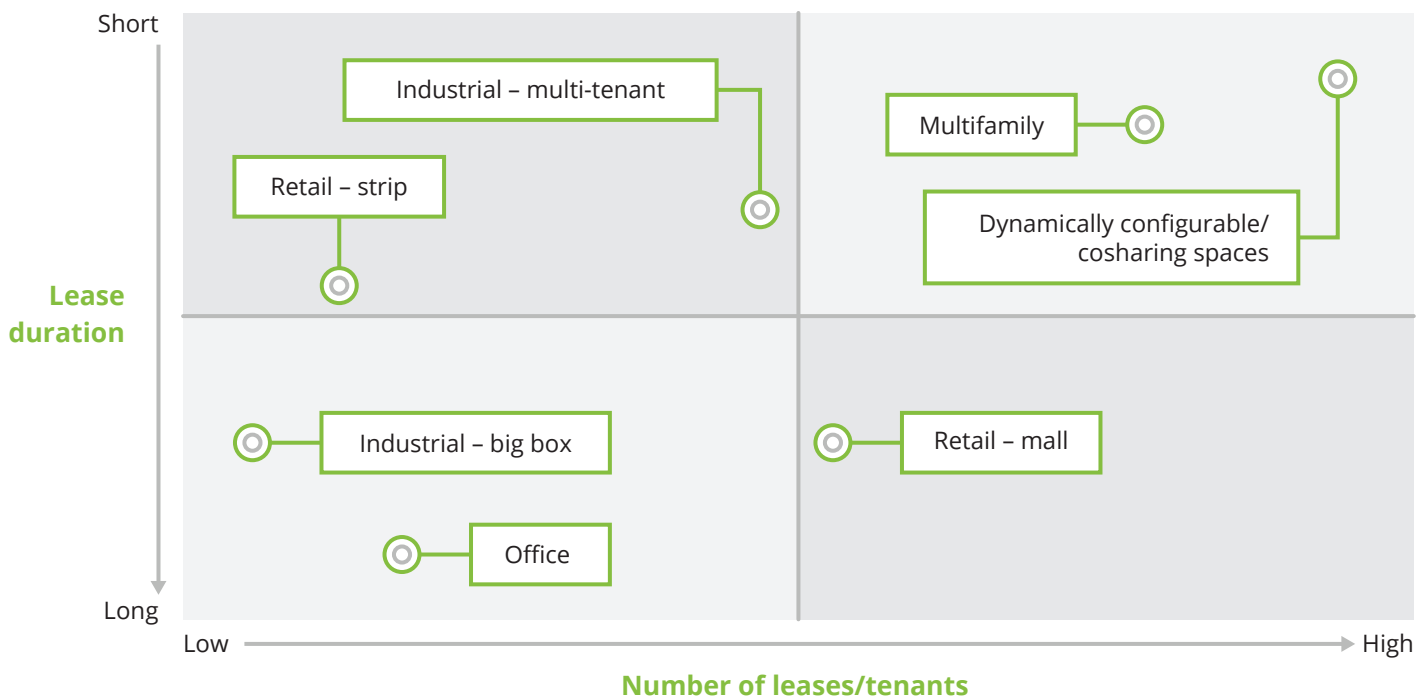 Short
Industrial – multi-tenant
Multifamily
Retail – strip
Dynamically configurable/
cosharing spaces
Lease
duration
Industrial – big box
Retail – mall
Office
Long
Low
High
Number of leases/tenants